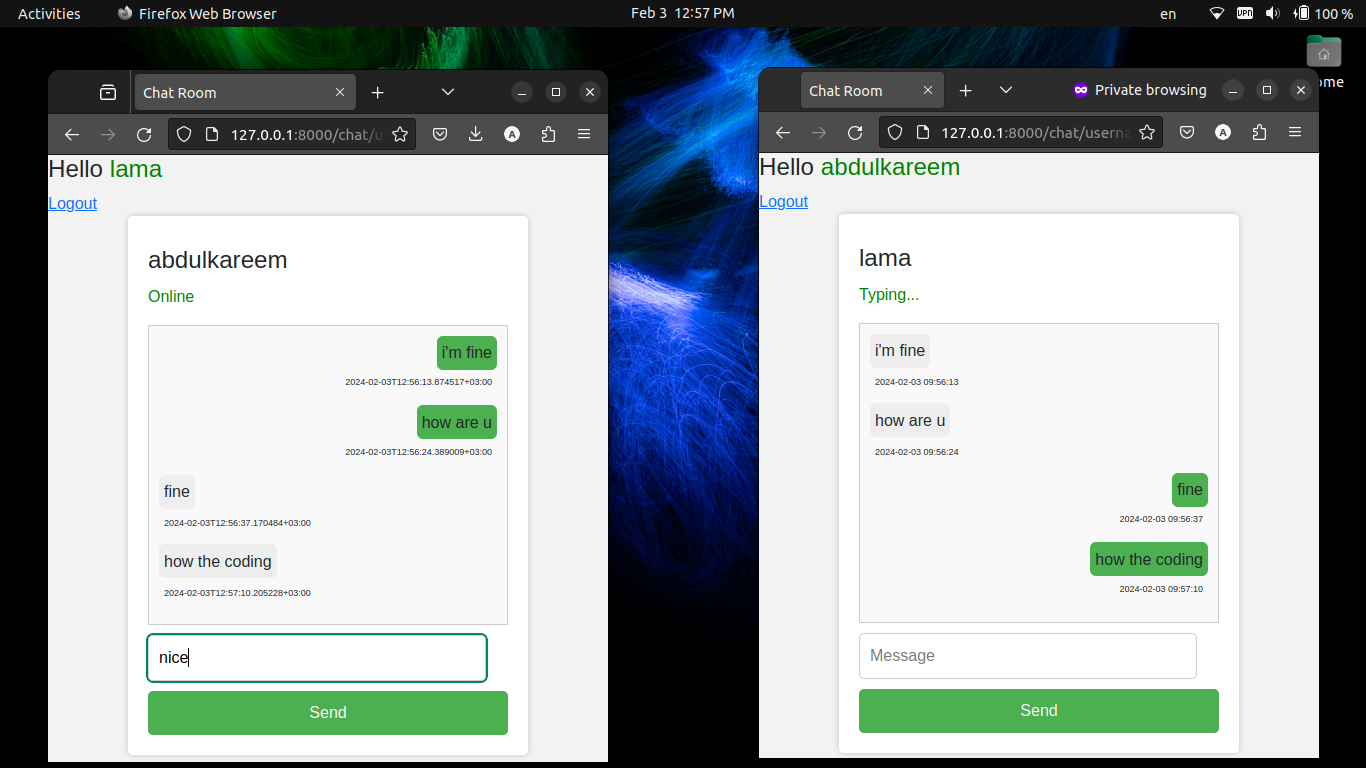 Activities Firefox Web Browser Feb 3 12:57 PM en VPN 100 %
Chat Room
127.0.0.1:8000/chat/u
Hello lama
Logout
abdulkareem
Online
i'm fine
2024-02-03T12:56:13.874517+03:00
how are u
2024-02-03T12:56:24.389009+03:00
fine
2024-02-03T12:56:37.170484+03:00
how the coding
2024-02-03T12:57:10.205228+03:00
nice
Send
Chat Room Private browsing
127.0.0.1:8000/chat/userna
Hello abdulkareem
Logout
lama
Typing...
i'm fine
2024-02-03 09:56:13
how are u
2024-02-03 09:56:24
fine
2024-02-03 09:56:37
how the coding
2024-02-03 09:57:10
Message
Send
ome